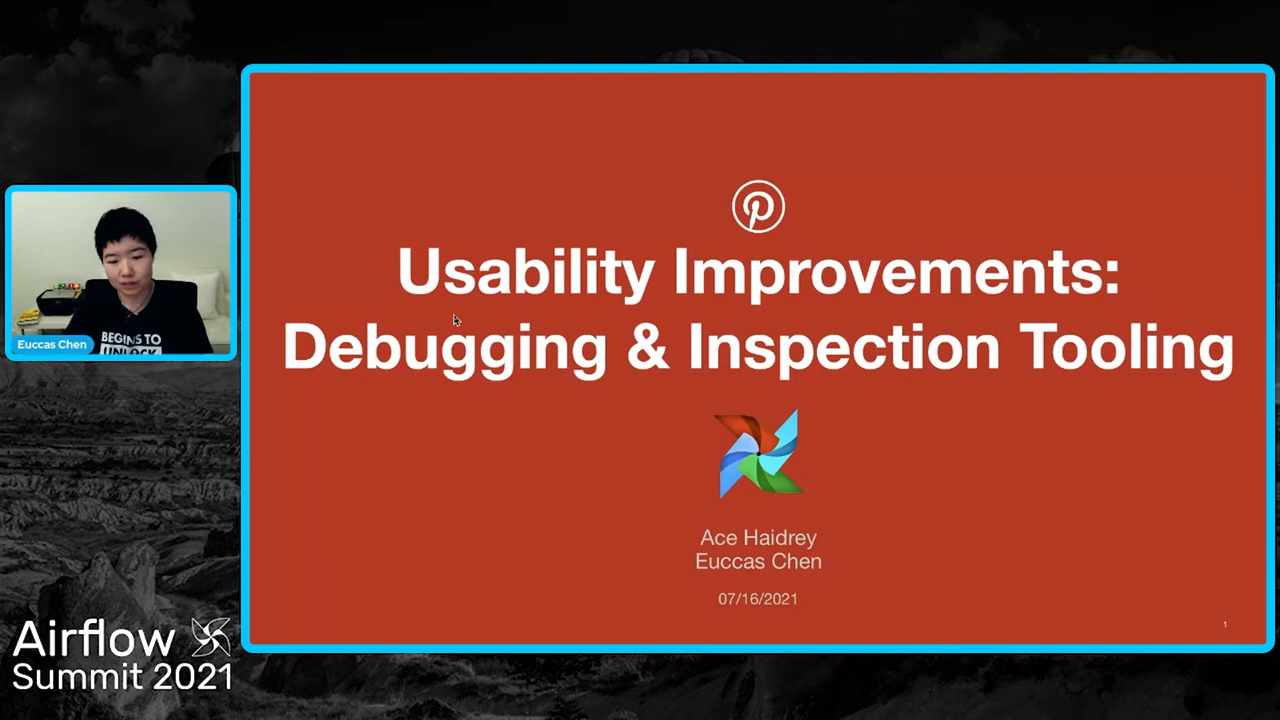 Usability Improvements:
Debugging & Inspection Tooling
Ace Haidrey
Euccas Chen
07/16/2021
1
Euccas Chen
BEGINS TO
UNLOCK
Airflow
Summit 2021